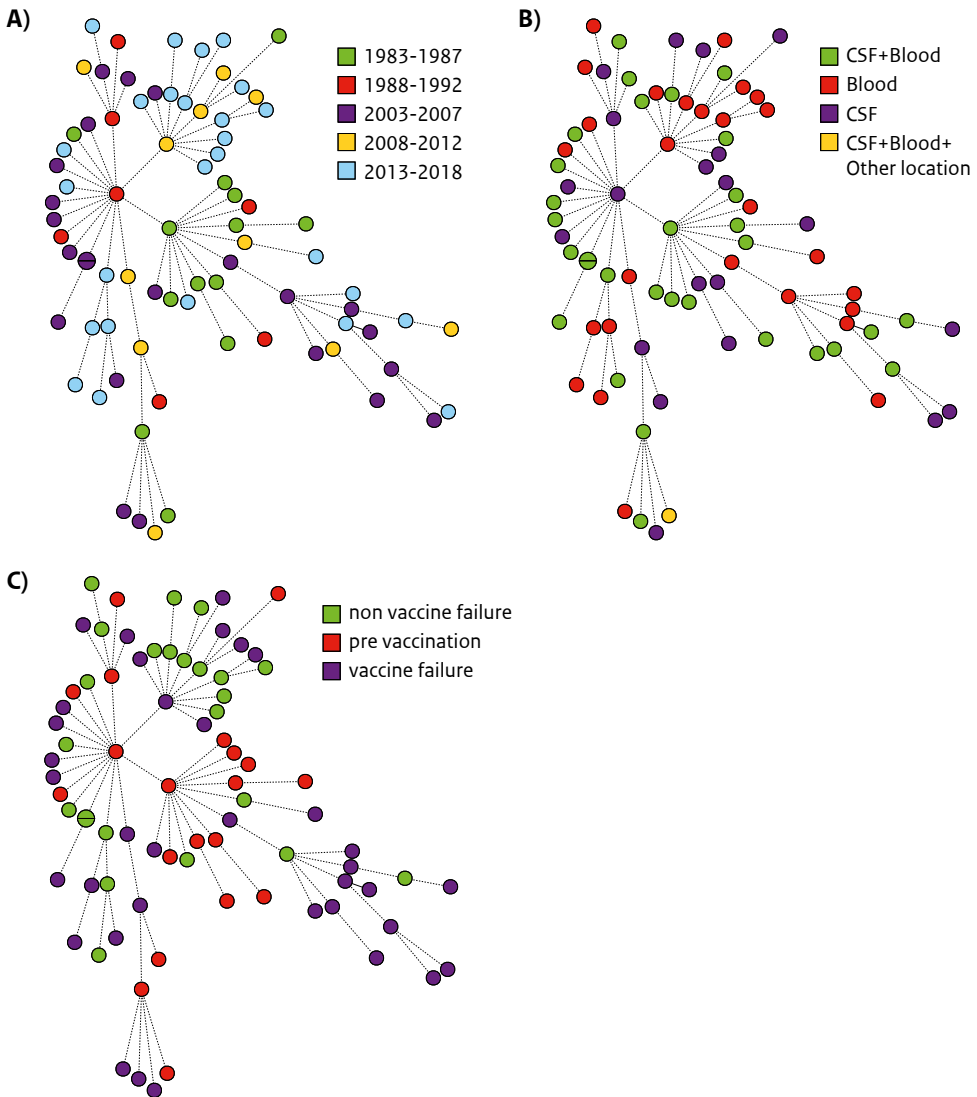 A)
1983-1987
1988-1992
2003-2007
2008-2012
2013-2018
B)
CSF+Blood
Blood
CSF
CSF+Blood+
Other location
C)
non vaccine failure
pre vaccination
vaccine failure